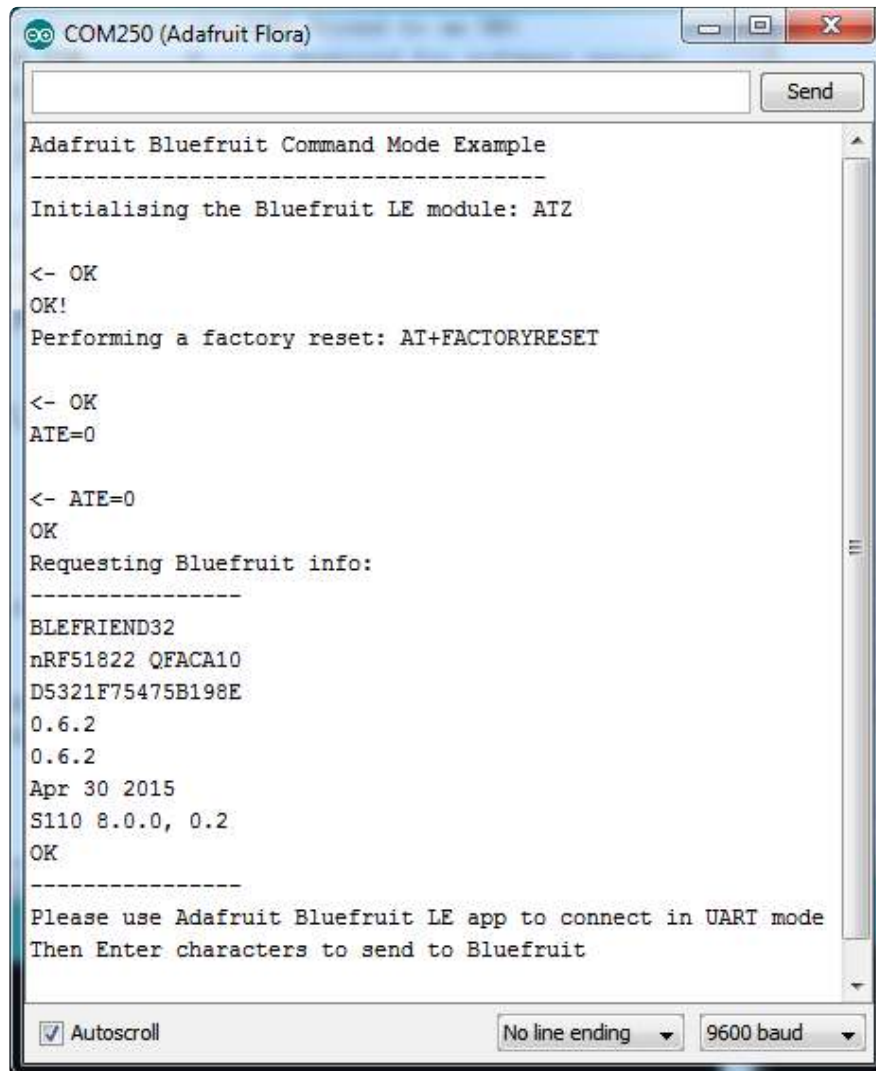 COM250 (Adafruit Flora)
Send
Adafruit Bluefruit Command Mode Example
---------------------------------------
Initialising the Bluefruit LE module: ATZ
<- OK
OK!
Performing a factory reset: AT+FACTORYRESET
<- OK
ATE=0
<- ATE=0
OK
Requesting Bluefruit info:
----------------
BLEFRIEND32
nRF51822 QFACA10
D5321F75475B198E
0.6.2
0.6.2
Apr 30 2015
S110 8.0.0, 0.2
OK
----------------
Please use Adafruit Bluefruit LE app to connect in UART mode
Then Enter characters to send to Bluefruit
Autoscroll No line ending 9600 baud